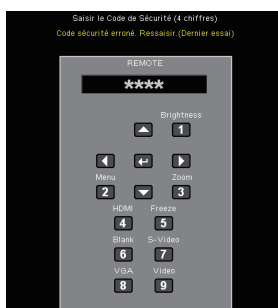 Saisir le Code de Sécurité (4 chiffres)
Code sécurité erroné. Ressaisir.(Dernier essai)
REMOTE
****
Brightness
1
Menu Zoom
2 3
HDMI Freeze
4 5
Blank S-Video
6 7
VGA Video
8 9